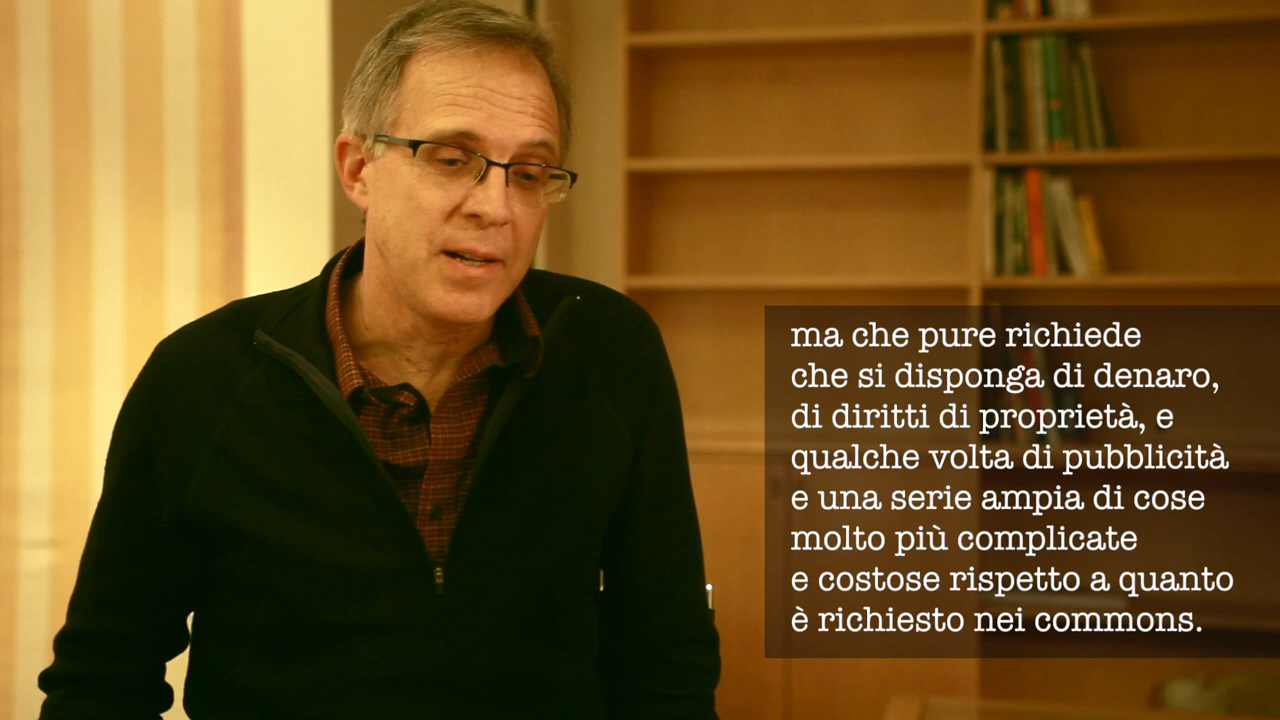 ma che pure richiede
che si disponga di denaro,
di diritti di proprietà, e
qualche volta di pubblicità
e una serie ampia di cose
molto più complicate
e costose rispetto a quanto
è richiesto nei commons.